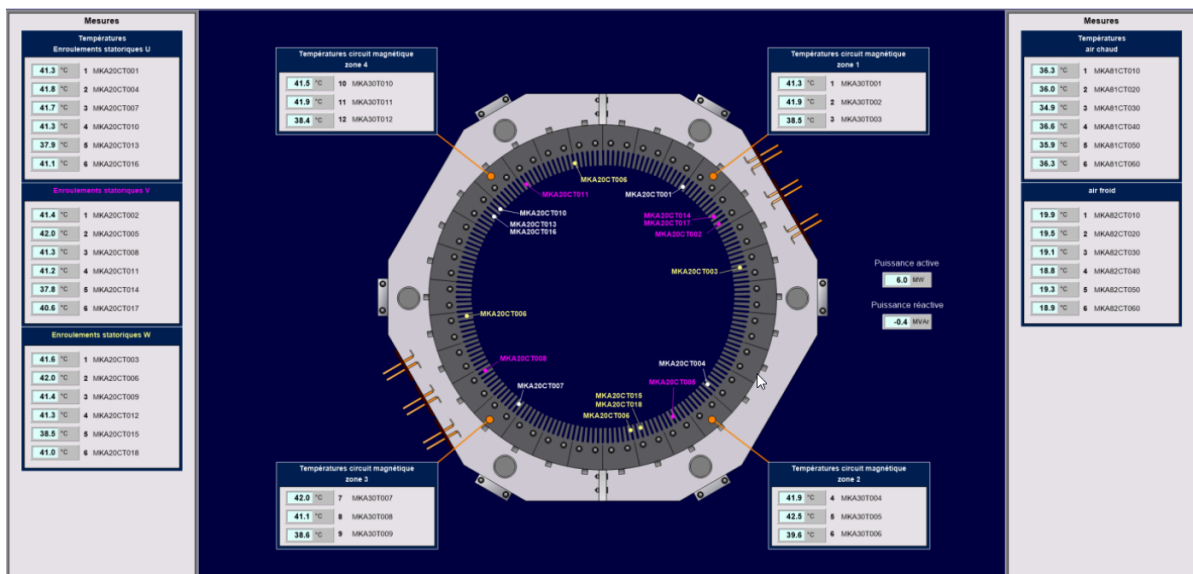 Mesures
Températures
Enroulements statoriques U
41.3 °C 1 MKA20CT001
41.8 °C 2 MKA20CT004
41.7 °C 3 MKA20CT007
41.3 °C 4 MKA20CT010
37.9 °C 5 MKA20CT013
41.1 °C 6 MKA20CT016
Enroulements statoriques V
41.4 °C 1 MKA20CT002
42.0 °C 2 MKA20CT005
41.3 °C 3 MKA20CT008
41.2 °C 4 MKA20CT011
37.8 °C 5 MKA20CT014
40.6 °C 6 MKA20CT017
Enroulements statoriques W
41.6 °C 1 MKA20CT003
42.0 °C 2 MKA20CT006
41.4 °C 3 MKA20CT009
41.3 °C 4 MKA20CT012
38.5 °C 5 MKA20CT015
41.0 °C 6 MKA20CT018
Températures circuit magnétique
zone 4
41.5 °C 10 MKA30T010
41.9 °C 11 MKA30T011
38.4 °C 12 MKA30T012
Températures circuit magnétique
zone 1
41.3 °C 1 MKA30T001
41.9 °C 2 MKA30T002
38.5 °C 3 MKA30T003
MKA20CT006
MKA20CT011
MKA20CT001
MKA20CT010
MKA20CT013
MKA20CT016
MKA20CT014
MKA20CT017
MKA20CT002
MKA20CT003
MKA20CT006
MKA20CT008
MKA20CT007
MKA20CT004
MKA20CT005
MKA20CT015
MKA20CT018
MKA20CT006
Puissance active
6.0 MW
Puissance réactive
-0.4 MVAr
Températures circuit magnétique
zone 3
42.0 °C 7 MKA30T007
41.1 °C 8 MKA30T008
38.6 °C 9 MKA30T009
Températures circuit magnétique
zone 2
41.9 °C 4 MKA30T004
42.5 °C 5 MKA30T005
39.6 °C 6 MKA30T006
Mesures
Températures
air chaud
36.3 °C 1 MKA81CT010
36.0 °C 2 MKA81CT020
34.9 °C 3 MKA81CT030
36.6 °C 4 MKA81CT040
35.9 °C 5 MKA81CT050
36.3 °C 6 MKA81CT060
air froid
19.9 °C 1 MKA82CT010
19.5 °C 2 MKA82CT020
19.1 °C 3 MKA82CT030
18.8 °C 4 MKA82CT040
19.3 °C 5 MKA82CT050
18.9 °C 6 MKA82CT060